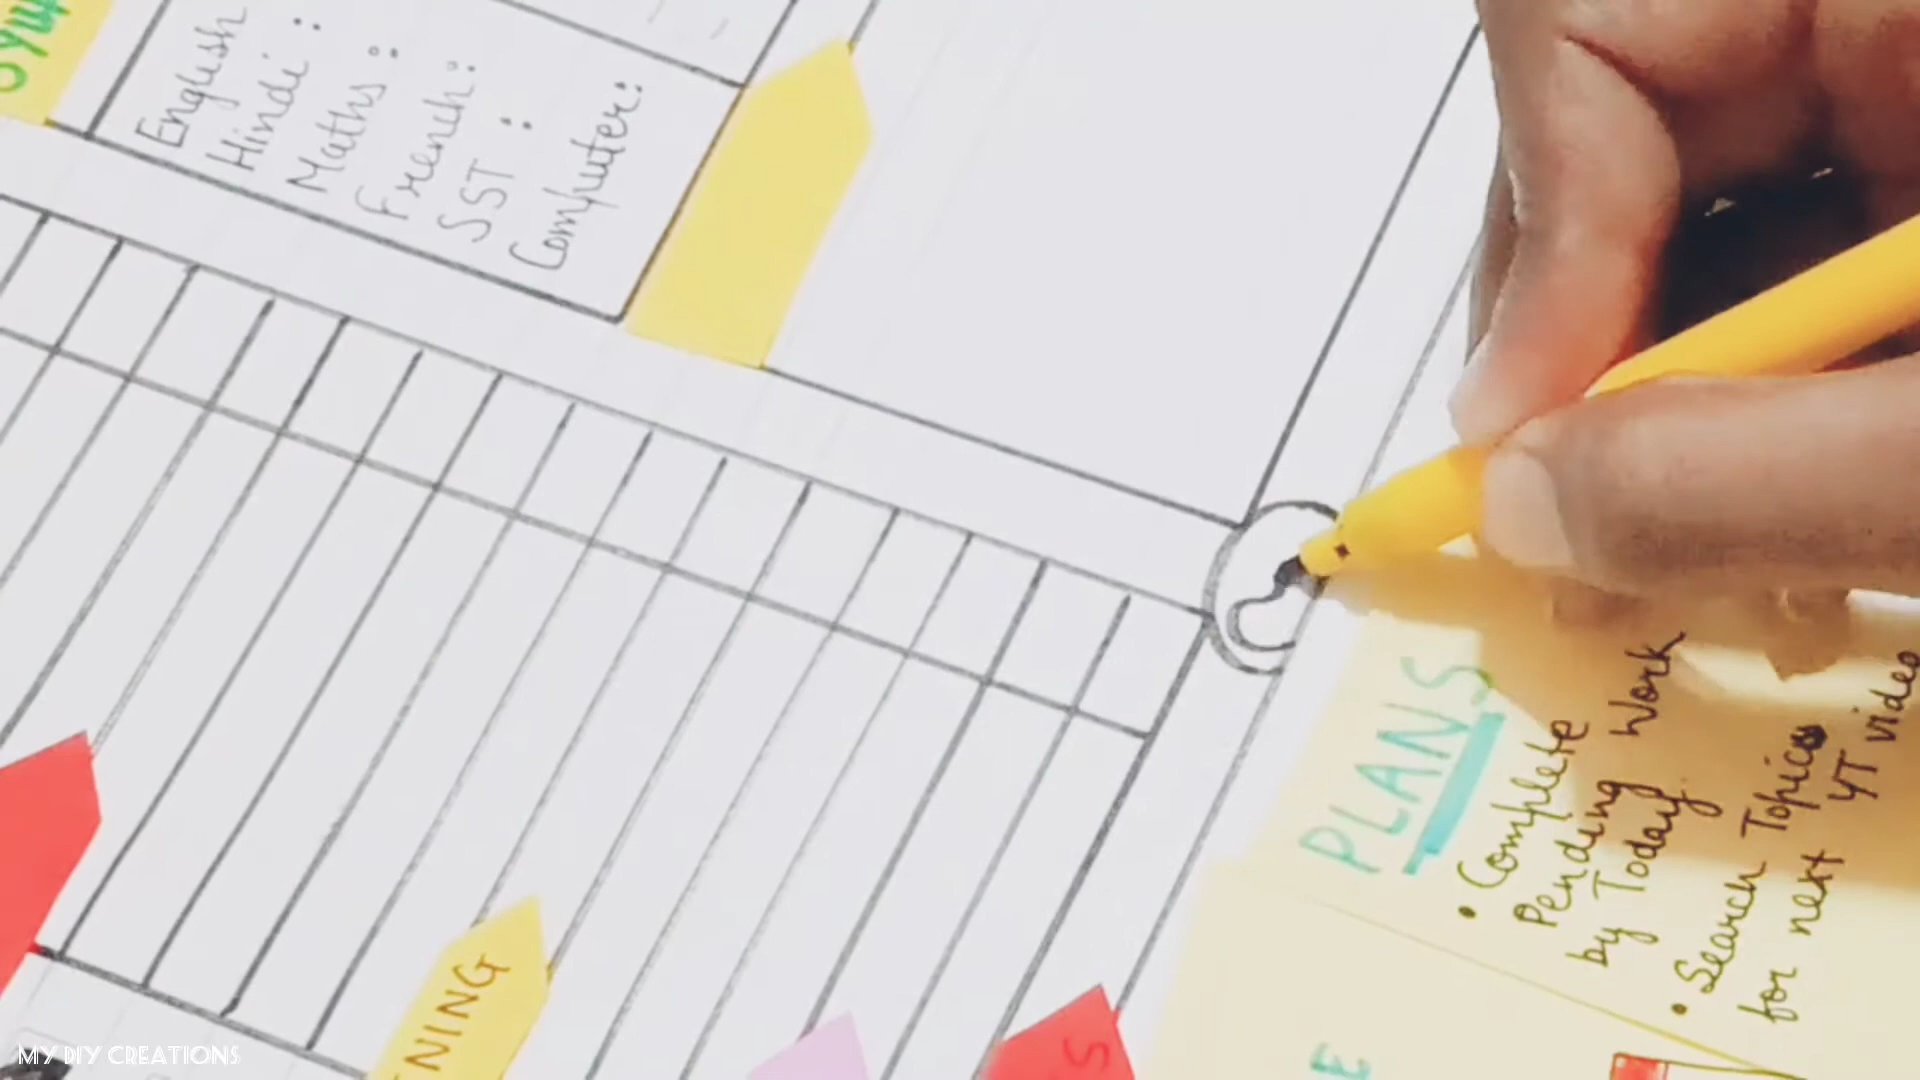 English
Hindi :
Maths :
French :
SST :
Computer :
PLANS
• Complete
Pending Work
by Today.
• Search Topics
for next YT video
NING
S
E
MY DIY CREATIONS